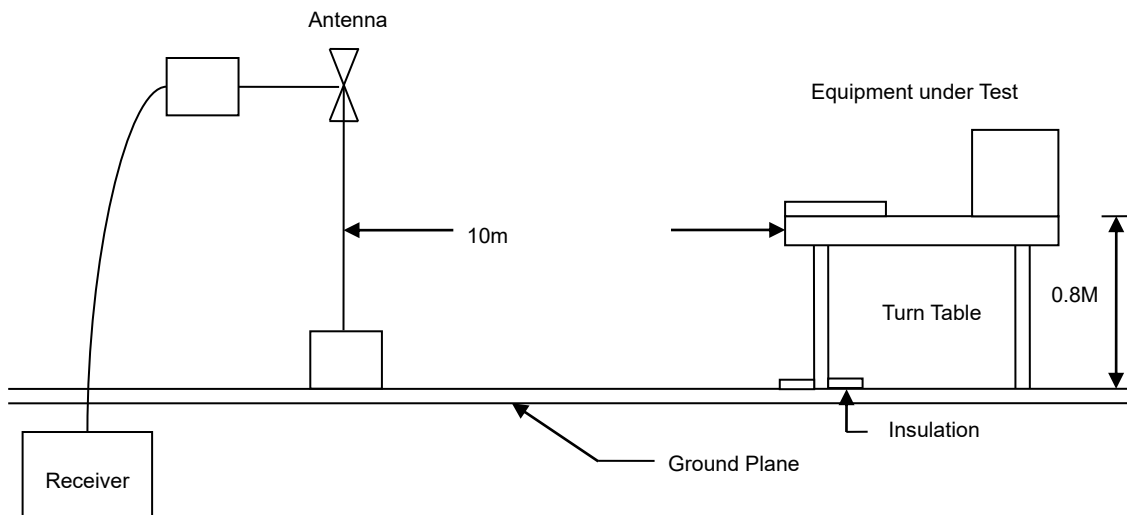 Antenna
Equipment under Test
10m
0.8M
Turn Table
Insulation
Ground Plane
Receiver